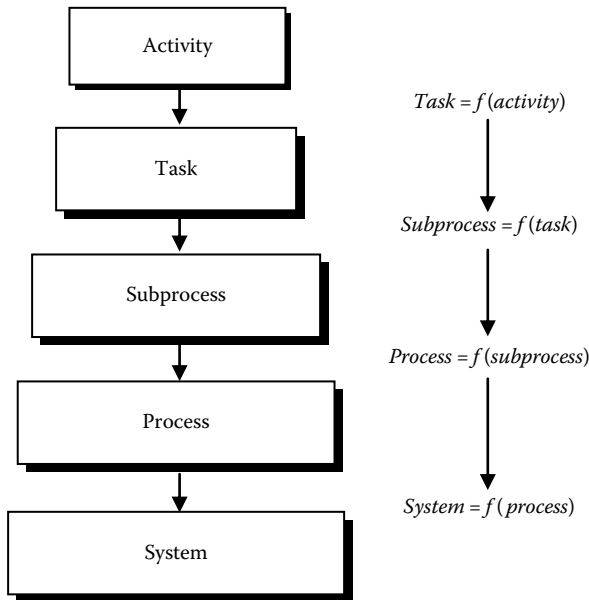 Activity
Task
Subprocess
Process
System
Task = f (activity)
Subprocess = f (task)
Process = f (subprocess)
System = f (process)